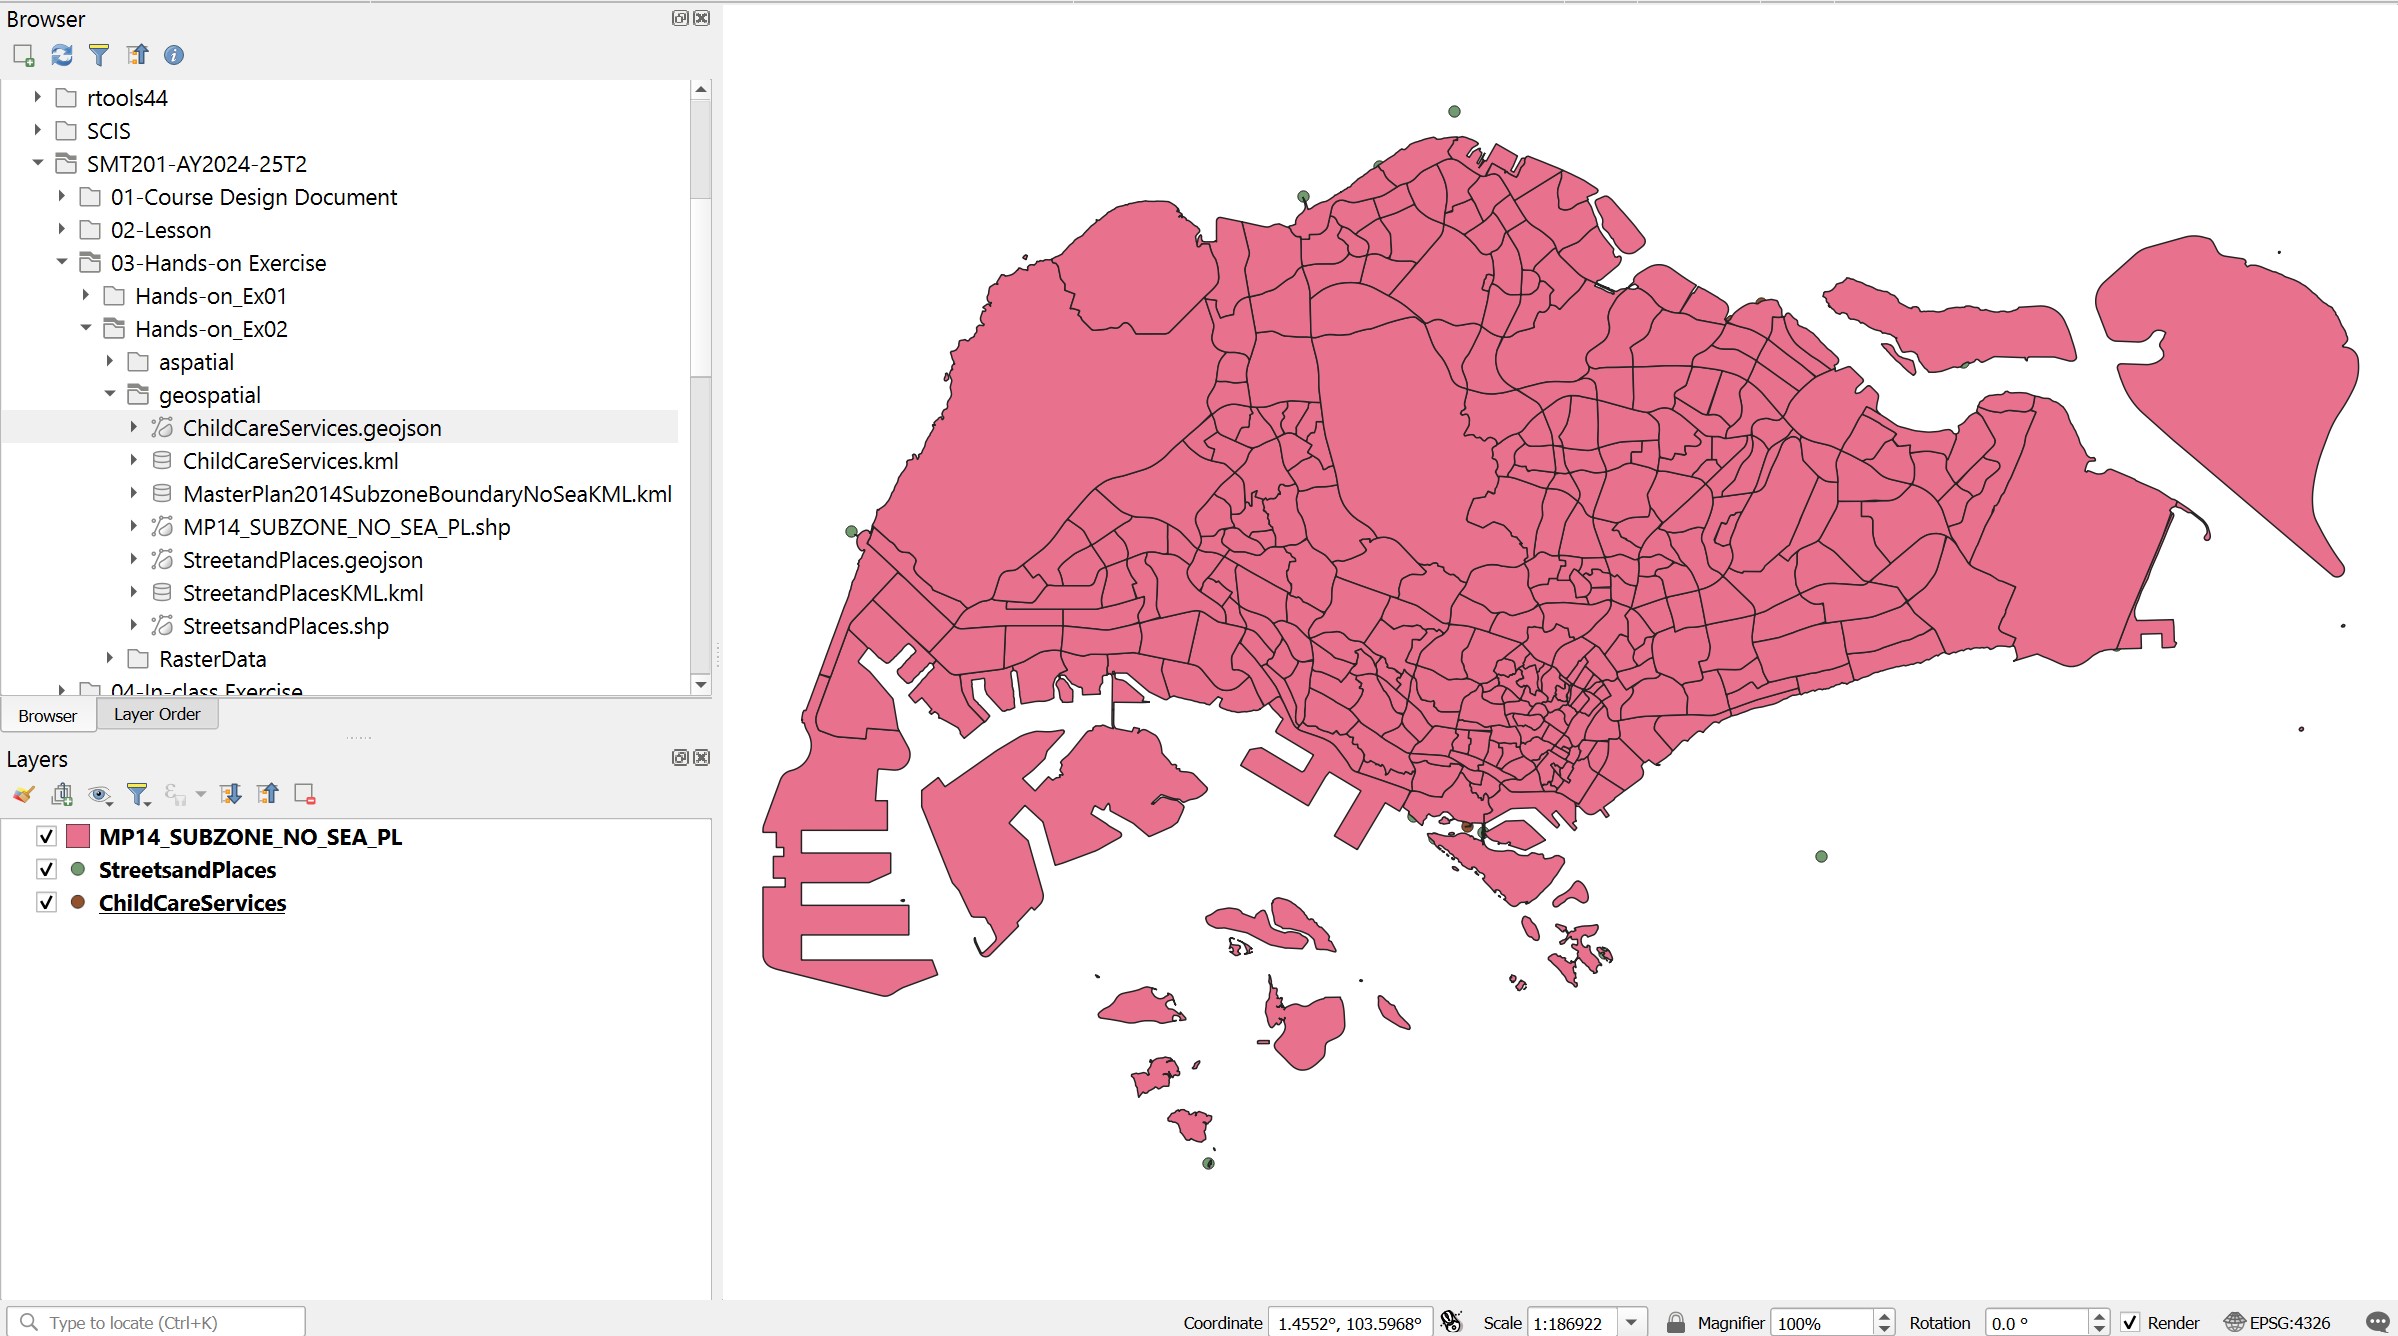 Browser
rtools44
SCIS
SMT201-AY2024-25T2
01-Course Design Document
02-Lesson
03-Hands-on Exercise
Hands-on_Ex01
Hands-on_Ex02
aspatial
geospatial
ChildCareServices.geojson
ChildCareServices.kml
MasterPlan2014SubzoneBoundaryNoSeaKML.kml
MP14_SUBZONE_NO_SEA_PL.shp
StreetandPlaces.geojson
StreetandPlacesKML.kml
StreetsandPlaces.shp
RasterData
04-In-class Exercise
Browser Layer Order
Layers
MP14_SUBZONE_NO_SEA_PL
StreetsandPlaces
ChildCareServices
Type to locate (Ctrl+K) Coordinate 1.4552°, 103.5968° Scale 1:186922 Magnifier 100% Rotation 0.0 ° Render EPSG:4326